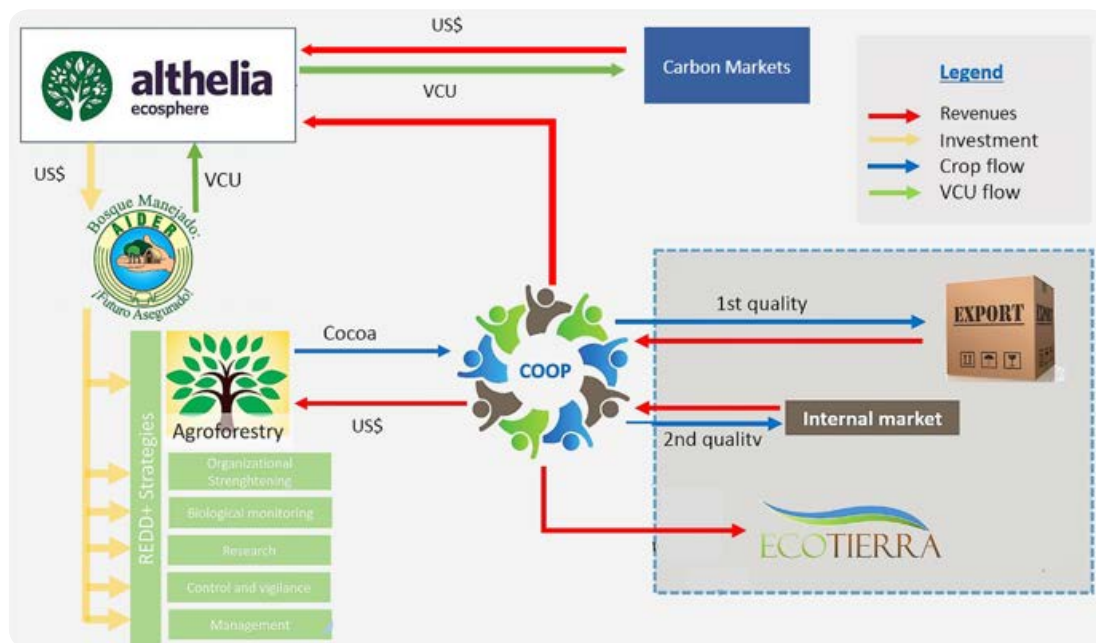 althelia
ecosphere
US$
VCU
Carbon Markets
Legend
Revenues
Investment
Crop flow
VCU flow
US$
VCU
Bosque Manejado:
AIDER
¡Futuro Asegurado!
REDD+ Strategies
Agroforestry
Cocoa
US$
COOP
1st quality
EXPORT
Internal market
2nd quality
ECOTIERRA
Organizational
Strenghtening
Biological monitoring
Research
Control and vigilance
Management